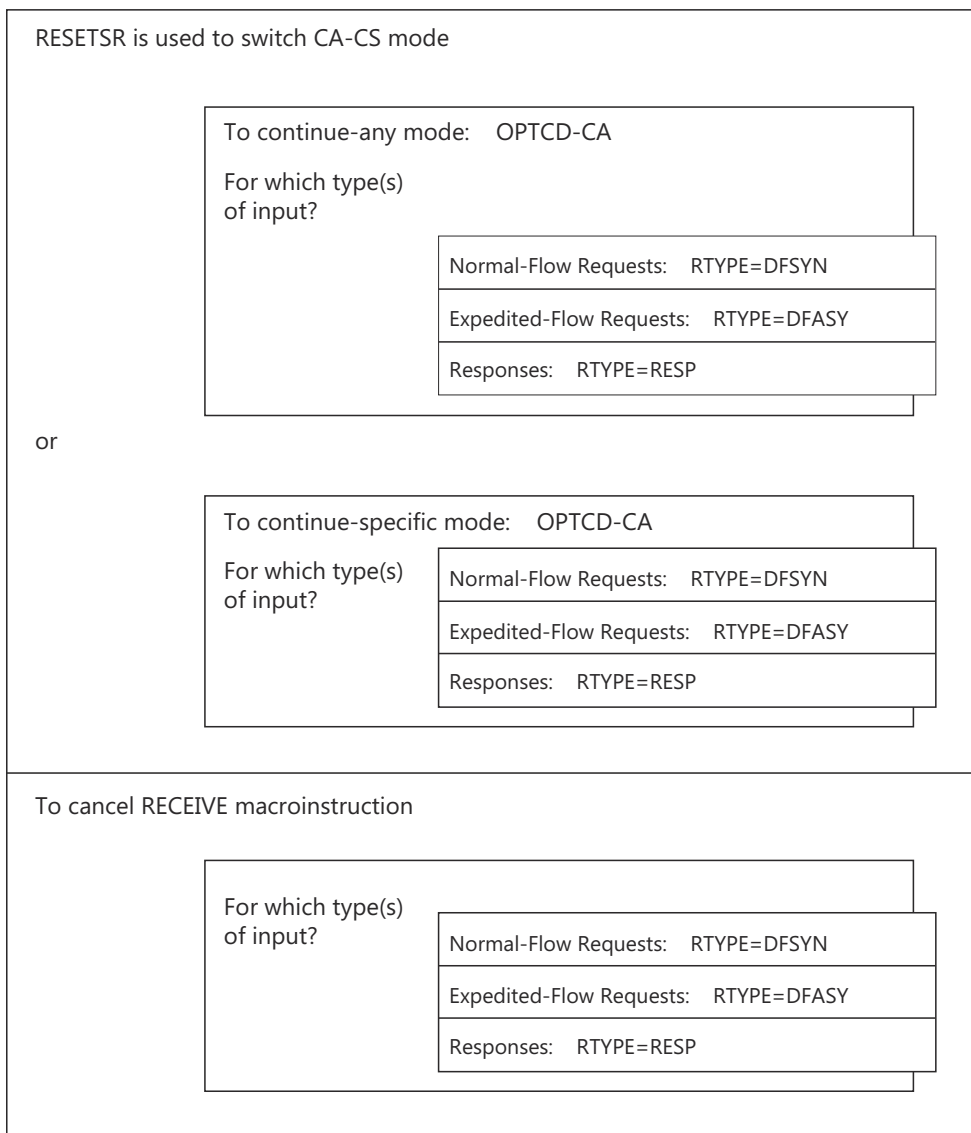 RESETSR is used to switch CA-CS mode
To continue-any mode: OPTCD-CA
For which type(s)
of input?
Normal-Flow Requests: RTYPE=DFSYN
Expedited-Flow Requests: RTYPE=DFASY
Responses: RTYPE=RESP
or
To continue-specific mode: OPTCD-CA
For which type(s)
of input?
Normal-Flow Requests: RTYPE=DFSYN
Expedited-Flow Requests: RTYPE=DFASY
Responses: RTYPE=RESP
To cancel RECEIVE macroinstruction
For which type(s)
of input?
Normal-Flow Requests: RTYPE=DFSYN
Expedited-Flow Requests: RTYPE=DFASY
Responses: RTYPE=RESP